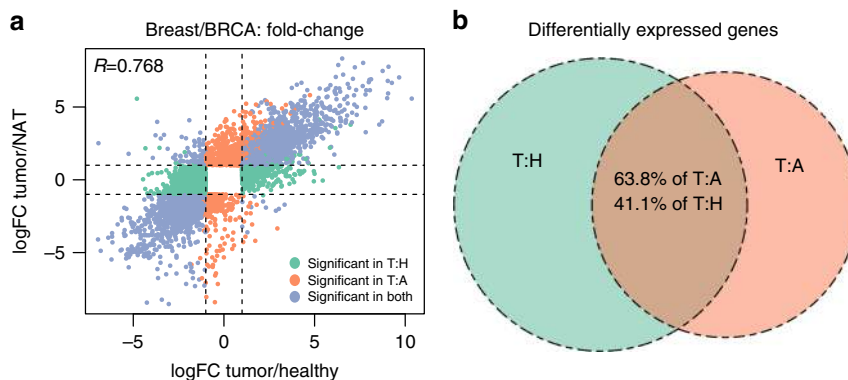 a
Breast/BRCA: fold-change
R=0.768
5
0
−5
logFC tumor/NAT
Significant in T:H
Significant in T:A
Significant in both
−5
0
5
10
logFC tumor/healthy
b
Differentially expressed genes
T:H
T:A
63.8% of T:A
41.1% of T:H